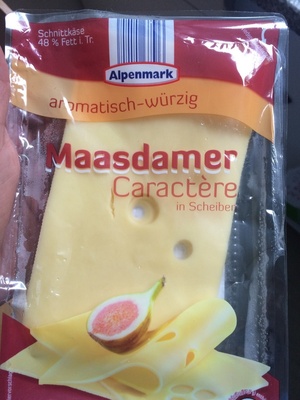 Schnittkäse
48 % Fett i. Tr.
Alpenmark
aromatisch-würzig
Maasdamer
Caractère
in Scheiben